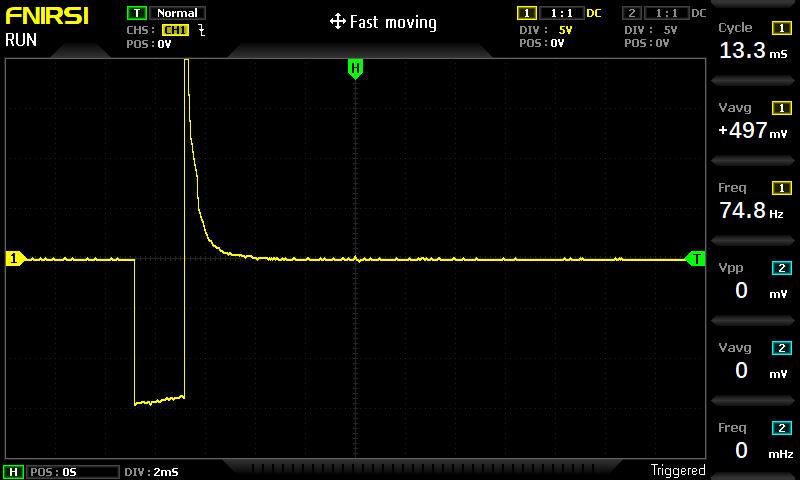 FNIRSI
RUN
T Normal
CHS: CH1
POS: 0V
Fast moving
1 1:1 DC
DIV: 5V
POS: 0V
2 1:1 DC
DIV: 5V
POS: 0V
H
1
T
Cycle 1
13.3 mS
Vavg 1
+497 mV
Freq 1
74.8 Hz
Vpp 2
0 mV
Vavg 2
0 mV
Freq 2
0 mHz
H POS: 0S
DIV: 2mS
Triggered